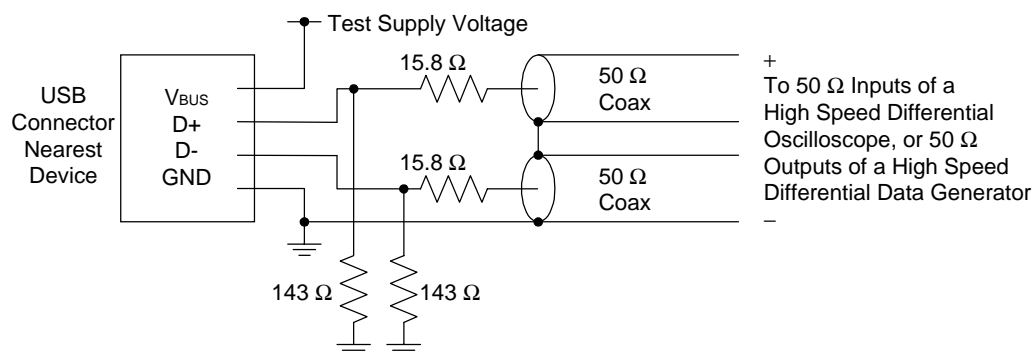 Test Supply Voltage
USB
Connector
Nearest
Device
VBUS
D+
D-
GND
15.8 Ω
50 Ω
Coax
15.8 Ω
50 Ω
Coax
+
To 50 Ω Inputs of a
High Speed Differential
Oscilloscope, or 50 Ω
Outputs of a High Speed
Differential Data Generator
−
143 Ω
143 Ω